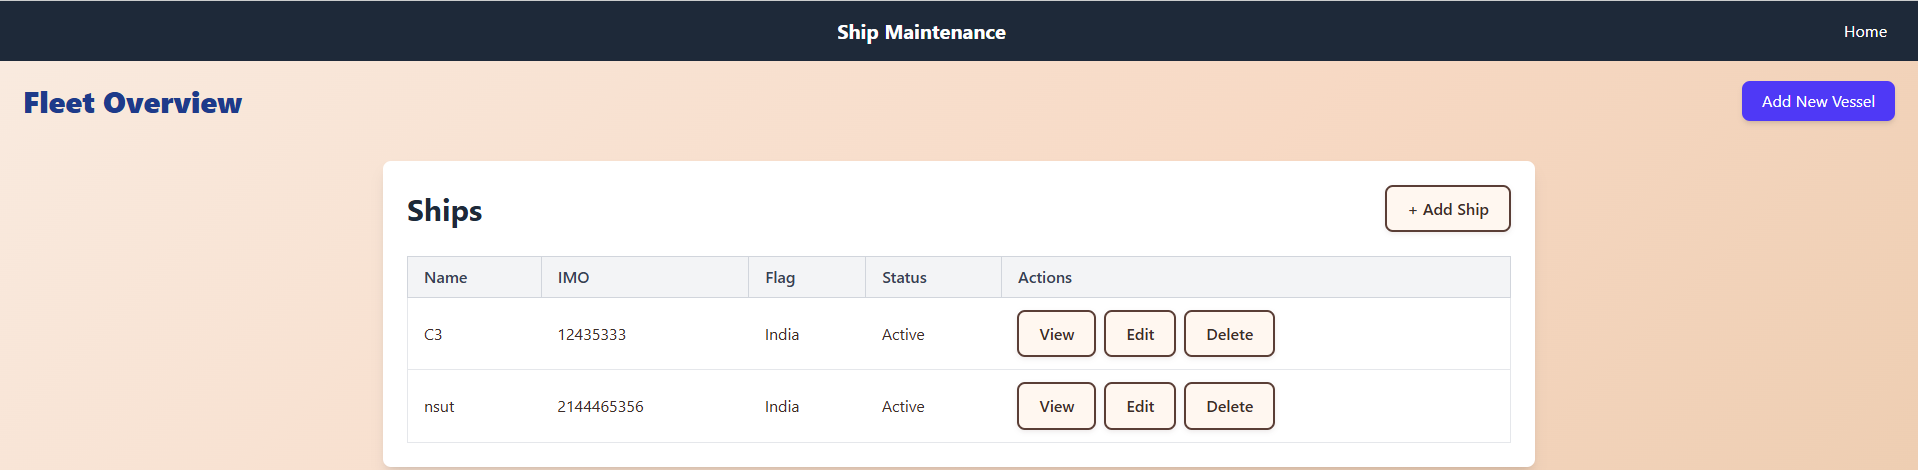 Ship Maintenance
Home
Fleet Overview
Add New Vessel
Ships
+ Add Ship
Name IMO Flag Status Actions
C3 12435333 India Active View Edit Delete
nsut 2144465356 India Active View Edit Delete